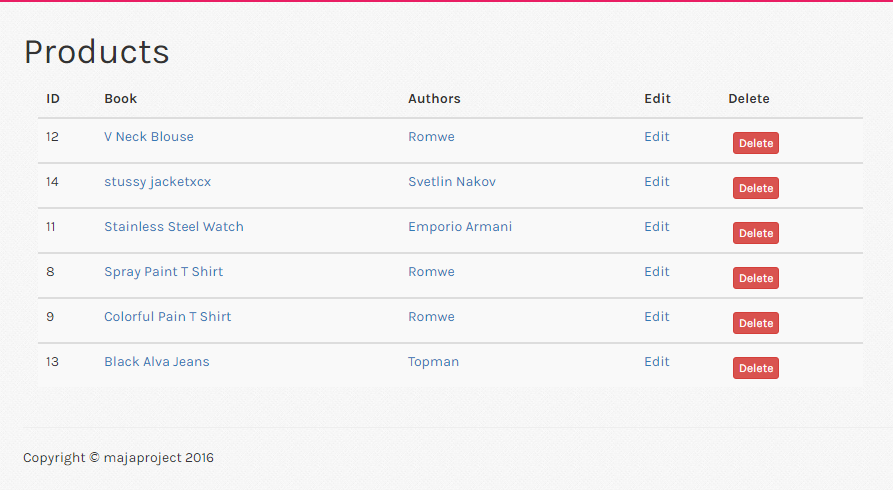 Products
ID Book Authors Edit Delete
12 V Neck Blouse Romwe Edit Delete
14 stussy jacketxcx Svetlin Nakov Edit Delete
11 Stainless Steel Watch Emporio Armani Edit Delete
8 Spray Paint T Shirt Romwe Edit Delete
9 Colorful Pain T Shirt Romwe Edit Delete
13 Black Alva Jeans Topman Edit Delete
Copyright © majaproject 2016